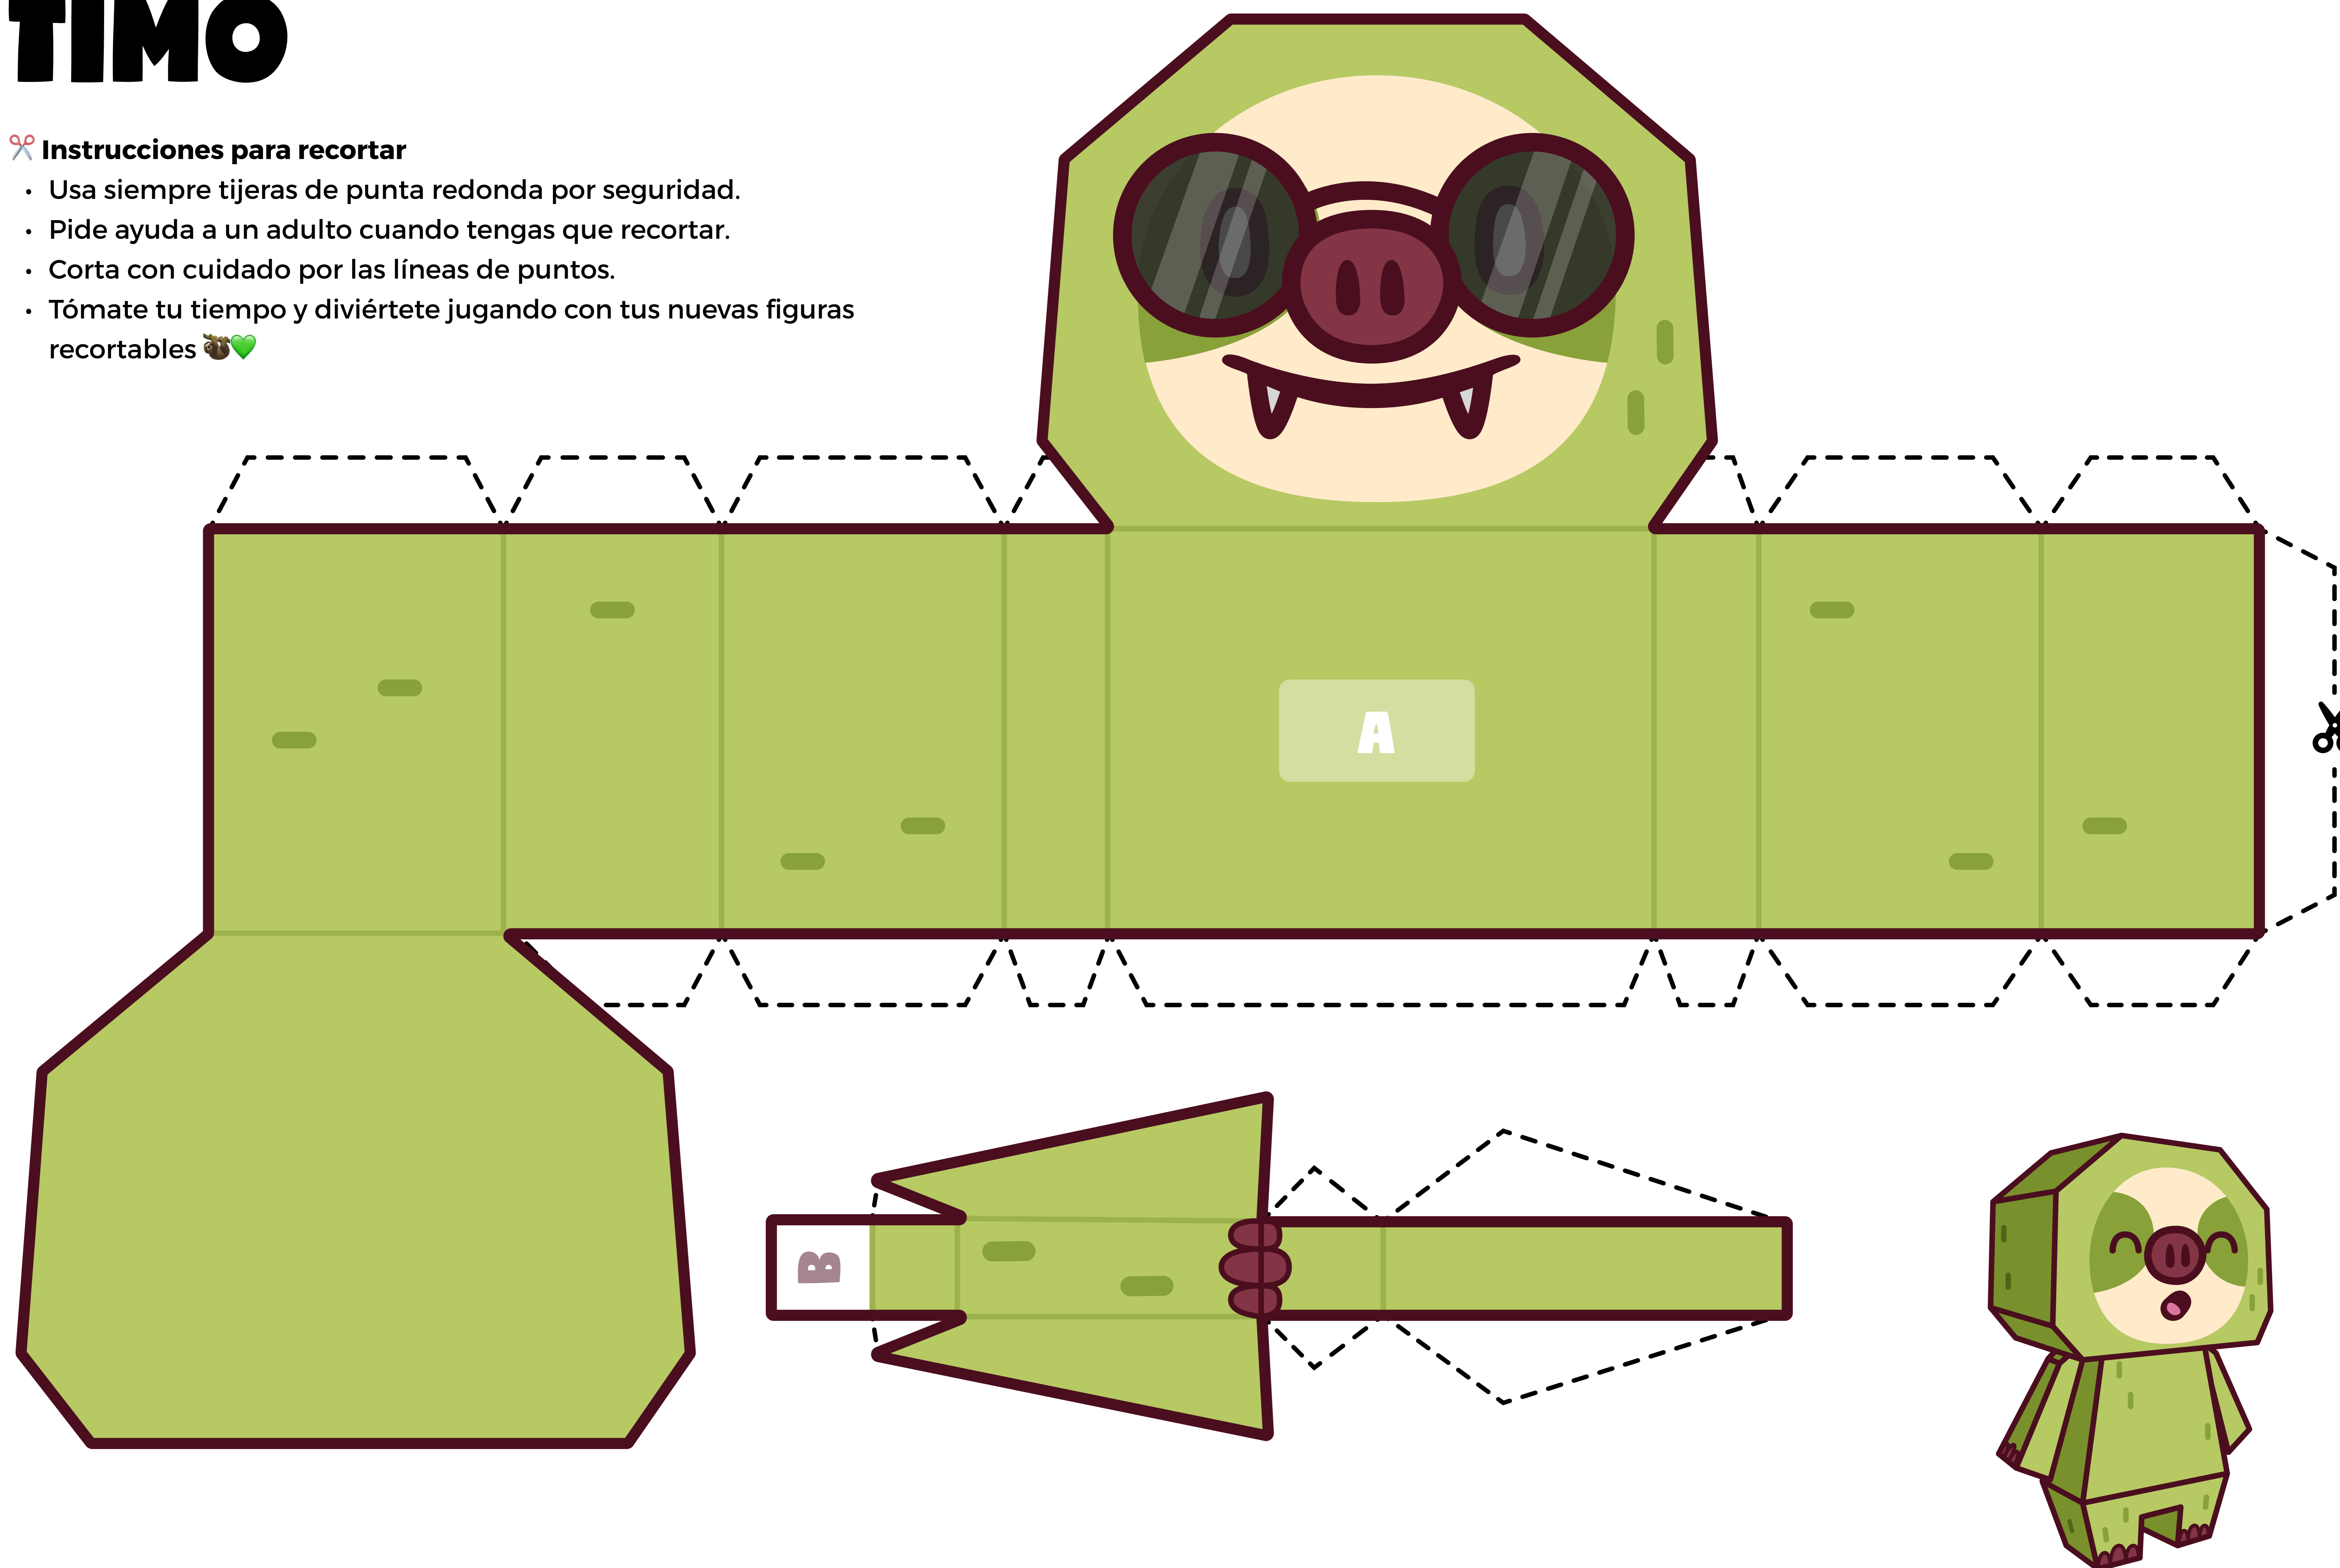 TIMO
✂️ Instrucciones para recortar
• Usa siempre tijeras de punta redonda por seguridad.
• Pide ayuda a un adulto cuando tengas que recortar.
• Corta con cuidado por las líneas de puntos.
• Tómate tu tiempo y diviértete jugando con tus nuevas figuras
recortables 🦥💚
A
B